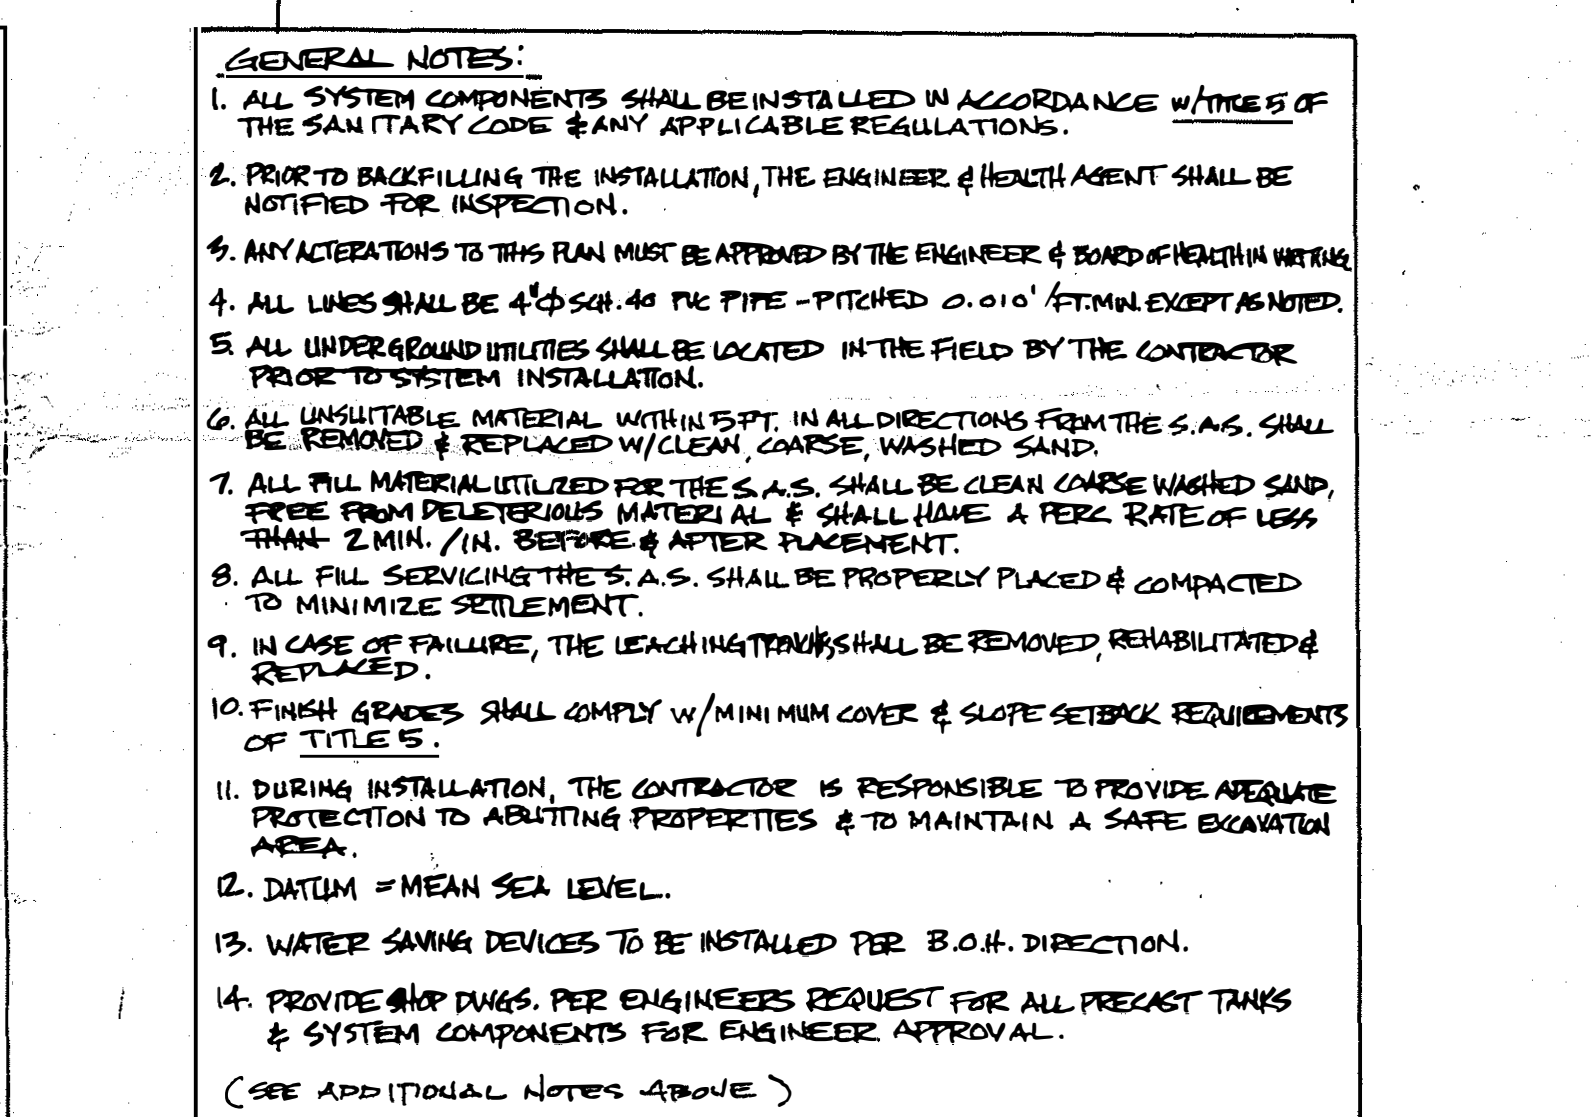 GENERAL NOTES:
1. ALL SYSTEM COMPONENTS SHALL BE INSTALLED IN ACCORDANCE W/TITLE 5 OF
THE SANITARY CODE & ANY APPLICABLE REGULATIONS.
2. PRIOR TO BACKFILLING THE INSTALLATION, THE ENGINEER & HEALTH AGENT SHALL BE
NOTIFIED FOR INSPECTION.
3. ANY ALTERATIONS TO THIS PLAN MUST BE APPROVED BY THE ENGINEER & BOARD OF HEALTH IN WRITING.
4. ALL LINES SHALL BE 4"φ SCH. 40 PVC PIPE - PITCHED 0.010'/FT. MIN. EXCEPT AS NOTED.
5. ALL UNDERGROUND UTILITIES SHALL BE LOCATED IN THE FIELD BY THE CONTRACTOR
PRIOR TO SYSTEM INSTALLATION.
6. ALL UNSUITABLE MATERIAL WITHIN 5 FT. IN ALL DIRECTIONS FROM THE S.A.S. SHALL
BE REMOVED & REPLACED W/CLEAN, COARSE, WASHED SAND.
7. ALL FILL MATERIAL UTILIZED FOR THE S.A.S. SHALL BE CLEAN COARSE WASHED SAND,
FREE FROM DELETERIOUS MATERIAL & SHALL HAVE A PERC RATE OF LESS
THAN 2 MIN./IN. BEFORE & AFTER PLACEMENT.
8. ALL FILL SERVICING THE S.A.S. SHALL BE PROPERLY PLACED & COMPACTED
TO MINIMIZE SETTLEMENT.
9. IN CASE OF FAILURE, THE LEACHING SHALL BE REMOVED, REHABILITATED &
REPLACED.
10. FINISH GRADES SHALL COMPLY W/MINIMUM COVER & SLOPE SETBACK REQUIREMENTS
OF TITLE 5.
11. DURING INSTALLATION, THE CONTRACTOR IS RESPONSIBLE TO PROVIDE ADEQUATE
PROTECTION TO ABUTTING PROPERTIES & TO MAINTAIN A SAFE EXCAVATION
AREA.
12. DATUM = MEAN SEA LEVEL.
13. WATER SAVING DEVICES TO BE INSTALLED PER B.O.H. DIRECTION.
14. PROVIDE SHOP DWGS. PER ENGINEERS REQUEST FOR ALL PRECAST TANKS
& SYSTEM COMPONENTS FOR ENGINEER APPROVAL.
(SEE ADDITIONAL NOTES ABOVE)